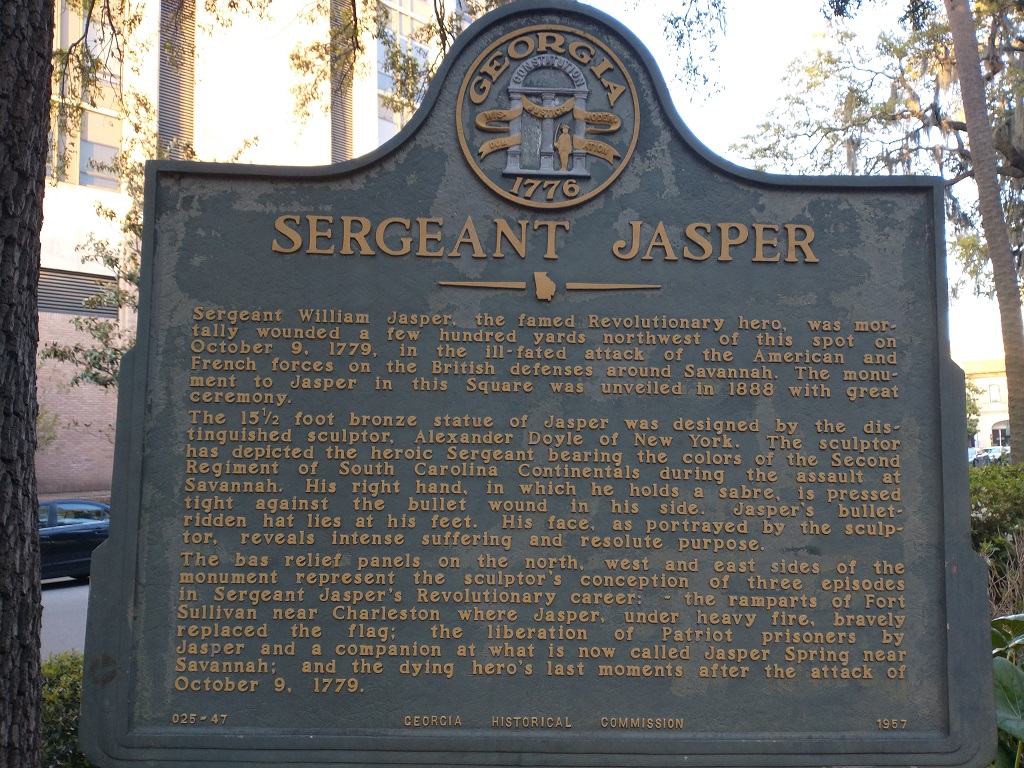 GEORGIA
CONSTITUTION
1776
SERGEANT JASPER
Sergeant William Jasper, the famed Revolutionary hero, was mor-
tally wounded a few hundred yards northwest of this spot on
October 9, 1779, in the ill-fated attack of the American and
French forces on the British defenses around Savannah. The monu-
ment to Jasper in this Square was unveiled in 1888 with great
ceremony.
The 15½ foot bronze statue of Jasper was designed by the dis-
tinguished sculptor, Alexander Doyle of New York. The sculptor
has depicted the heroic Sergeant bearing the colors of the Second
Regiment of South Carolina Continentals during the assault at
Savannah. His right hand, in which he holds a sabre, is pressed
tight against the bullet wound in his side. Jasper's bullet-
ridden hat lies at his feet. His face, as portrayed by the sculp-
tor, reveals intense suffering and resolute purpose.
The bas relief panels on the north, west and east sides of the
monument represent the sculptor's conception of three episodes
in Sergeant Jasper's Revolutionary career: - the ramparts of Fort
Sullivan near Charleston where Jasper, under heavy fire, bravely
replaced the flag; the liberation of Patriot prisoners by
Jasper and a companion at what is now called Jasper Spring near
Savannah; and the dying hero's last moments after the attack of
October 9, 1779.
025-47 GEORGIA HISTORICAL COMMISSION 1957